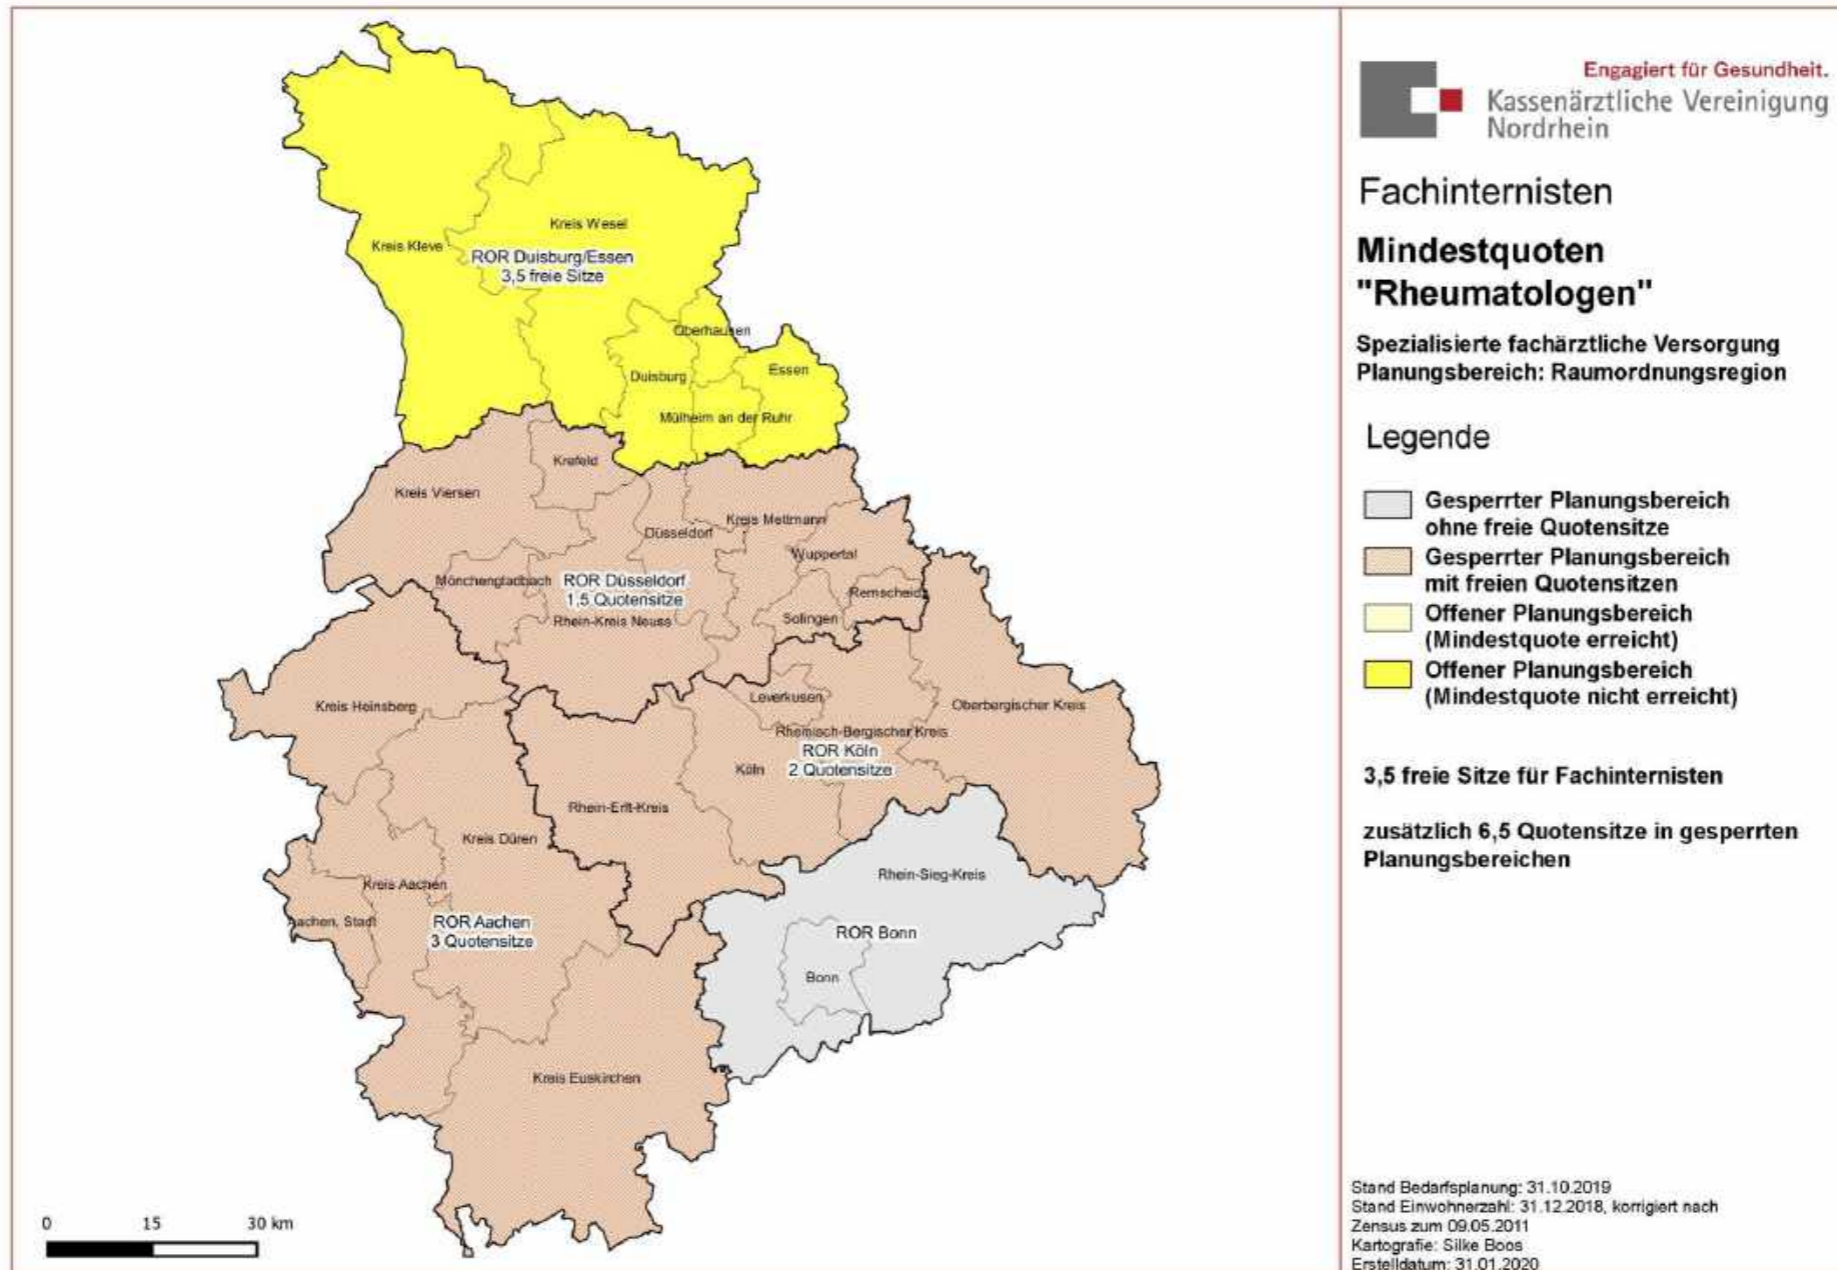 Engagiert für Gesundheit.
Kassenärztliche Vereinigung
Nordrhein
Fachinternisten
Mindestquoten
"Rheumatologen"
Spezialisierte fachärztliche Versorgung
Planungsbereich: Raumordnungsregion
Legende
Gesperrter Planungsbereich
ohne freie Quotensitze
Gesperrter Planungsbereich
mit freien Quotensitzen
Offener Planungsbereich
(Mindestquote erreicht)
Offener Planungsbereich
(Mindestquote nicht erreicht)
3,5 freie Sitze für Fachinternisten
zusätzlich 6,5 Quotensitze in gesperrten
Planungsbereichen
Stand Bedarfsplanung: 31.10.2019
Stand Einwohnerzahl: 31.12.2018, korrigiert nach
Zensus zum 09.05.2011
Kartografie: Silke Boos
Erstelldatum: 31.01.2020
Kreis Wesel
Kreis Kleve
ROR Duisburg/Essen
3,5 freie Sitze
Oberhausen
Duisburg
Essen
Mülheim an der Ruhr
Krefeld
Kreis Viersen
Kreis Mettmann
Düsseldorf
Wuppertal
Mönchengladbach
ROR Düsseldorf
1,5 Quotensitze
Remscheid
Solingen
Rhein-Kreis Neuss
Kreis Heinsberg
Leverkusen
Oberbergischer Kreis
Rheinisch-Bergischer Kreis
ROR Köln
2 Quotensitze
Köln
Rhein-Erft-Kreis
Kreis Düren
Kreis Aachen
Aachen, Stadt
ROR Aachen
3 Quotensitze
Rhein-Sieg-Kreis
ROR Bonn
Bonn
Kreis Euskirchen
0 15 30 km